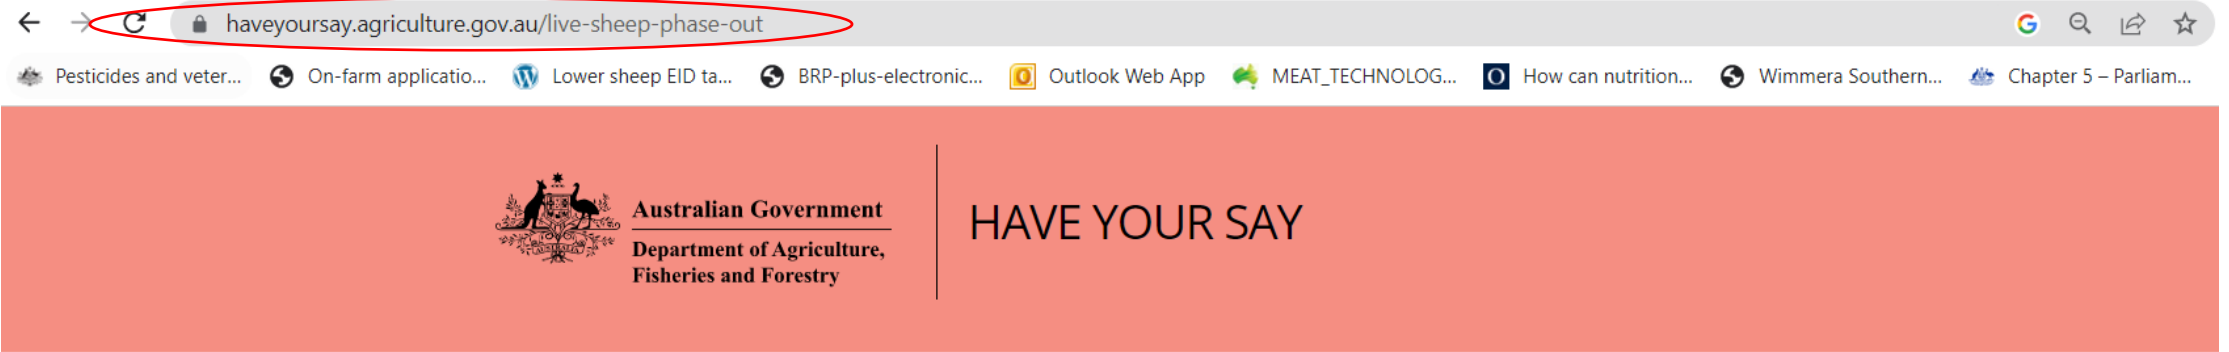 haveyoursay.agriculture.gov.au/live-sheep-phase-out
Pesticides and veter... On-farm applicatio... Lower sheep EID ta... BRP-plus-electronic... Outlook Web App MEAT_TECHNOLOG... How can nutrition... Wimmera Southern... Chapter 5 – Parliam...
Australian Government
Department of Agriculture,
Fisheries and Forestry
HAVE YOUR SAY